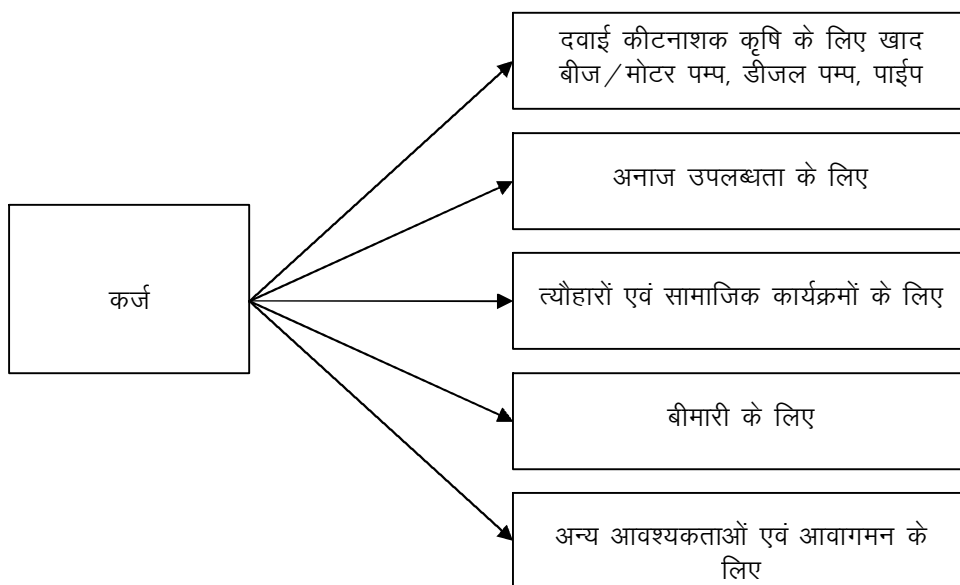 दवाई कीटनाशक कृषि के लिए खाद
बीज/मोटर पम्प, डीजल पम्प, पाईप
अनाज उपलब्धता के लिए
कर्ज
त्यौहारों एवं सामाजिक कार्यक्रमों के लिए
बीमारी के लिए
अन्य आवश्यकताओं एवं आवागमन के
लिए